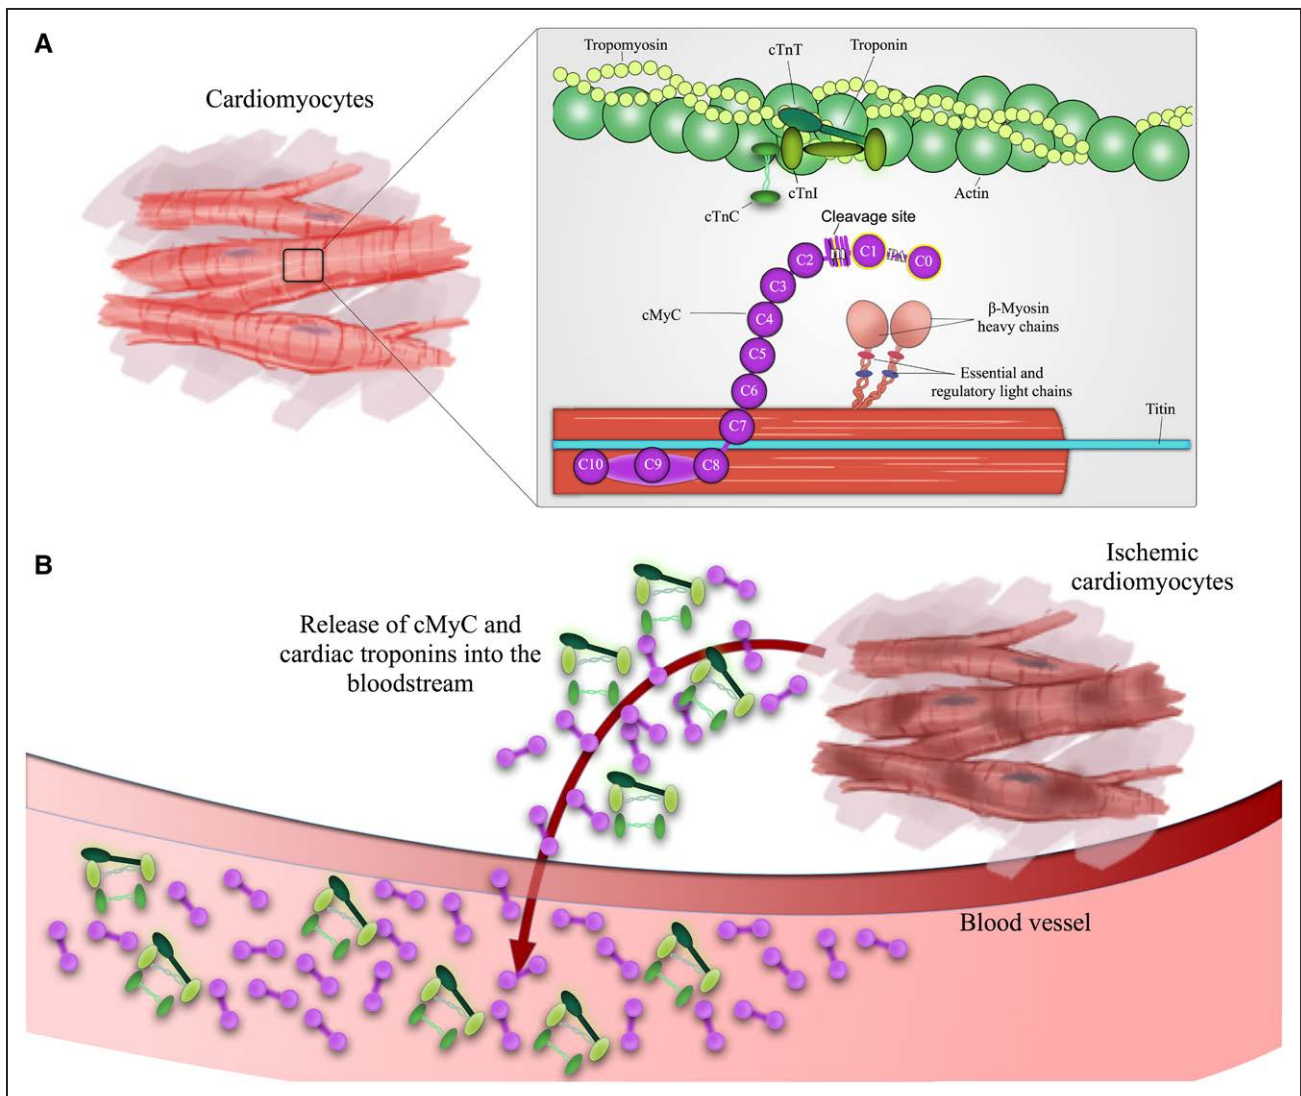 A
Cardiomyocytes
Tropomyosin
cTnT
Troponin
cTnI
cTnC
Actin
Cleavage site
C2
m
C1
PA
C0
C3
cMyC
C4
C5
C6
C7
C10
C9
C8
β-Myosin
heavy chains
Essential and
regulatory light chains
Titin
B
Ischemic
cardiomyocytes
Release of cMyC and
cardiac troponins into the
bloodstream
Blood vessel